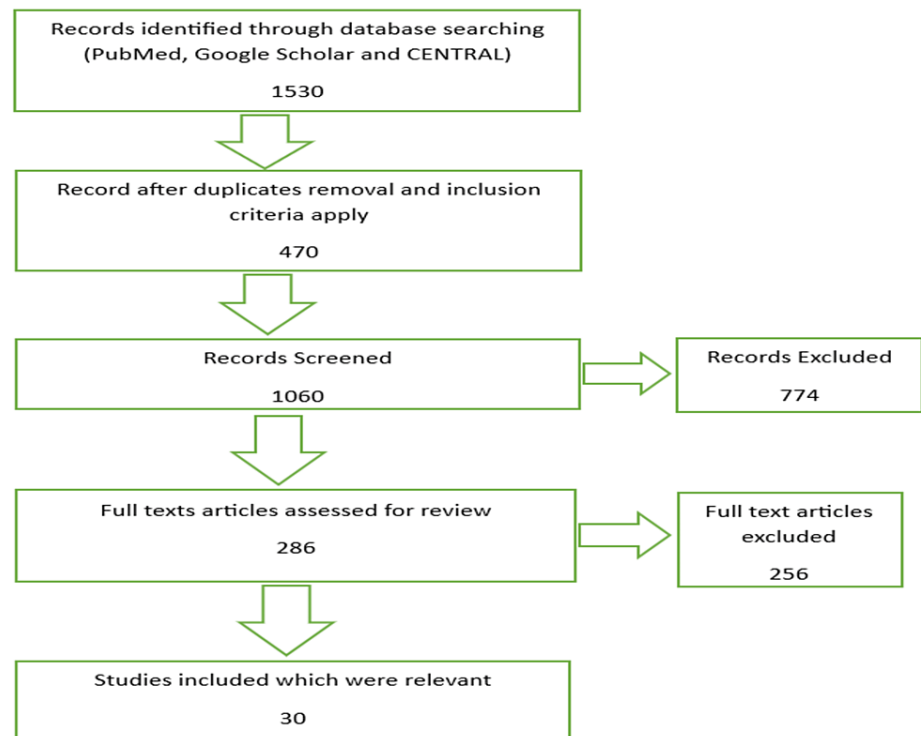 Records identified through database searching
(PubMed, Google Scholar and CENTRAL)
1530
Record after duplicates removal and inclusion
criteria apply
470
Records Screened
1060
Records Excluded
774
Full texts articles assessed for review
286
Full text articles
excluded
256
Studies included which were relevant
30